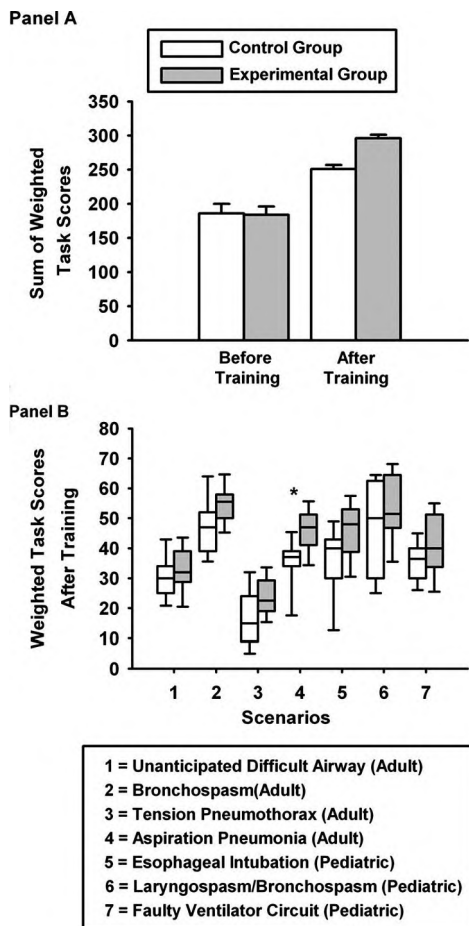 Panel A
Control Group
Experimental Group
350
300
250
200
150
100
50
0
Sum of Weighted
Task Scores
Before
Training
After
Training
Panel B
80
70
60
50
40
30
20
10
0
Weighted Task Scores
After Training
*
1 2 3 4 5 6 7
Scenarios
1 = Unanticipated Difficult Airway (Adult)
2 = Bronchospasm(Adult)
3 = Tension Pneumothorax (Adult)
4 = Aspiration Pneumonia (Adult)
5 = Esophageal Intubation (Pediatric)
6 = Laryngospasm/Bronchospasm (Pediatric)
7 = Faulty Ventilator Circuit (Pediatric)